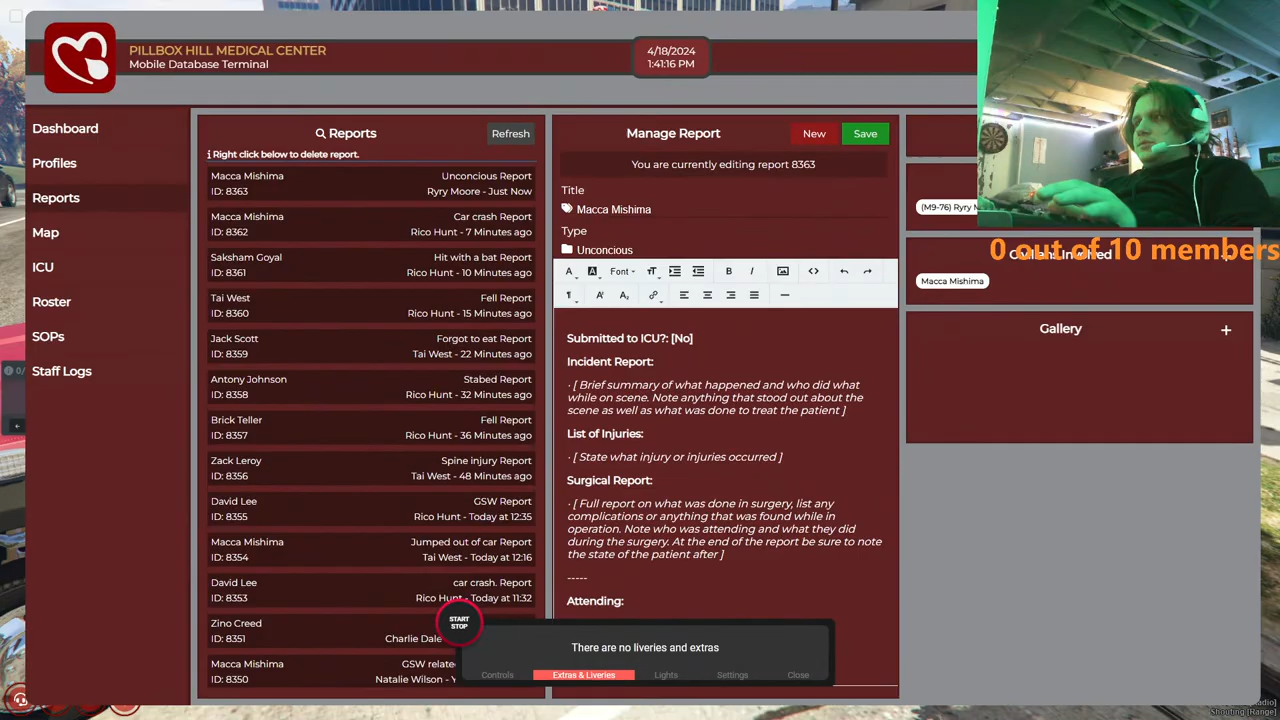 PILLBOX HILL MEDICAL CENTER
Mobile Database Terminal
4/18/2024
1:41:16 PM
Dashboard
Profiles
Reports
Map
ICU
Roster
SOPs
Staff Logs
Reports
Refresh
Right click below to delete report.
Macca Mishima Unconcious Report
ID: 8363 Ryry Moore - Just Now
Macca Mishima Car crash Report
ID: 8362 Rico Hunt - 7 Minutes ago
Saksham Goyal Hit with a bat Report
ID: 8361 Rico Hunt - 10 Minutes ago
Tai West Fell Report
ID: 8360 Rico Hunt - 15 Minutes ago
Jack Scott Forgot to eat Report
ID: 8359 Tai West - 22 Minutes ago
Antony Johnson Stabed Report
ID: 8358 Rico Hunt - 32 Minutes ago
Brick Teller Fell Report
ID: 8357 Rico Hunt - 36 Minutes ago
Zack Leroy Spine injury Report
ID: 8356 Tai West - 48 Minutes ago
David Lee GSW Report
ID: 8355 Rico Hunt - Today at 12:35
Macca Mishima Jumped out of car Report
ID: 8354 Tai West - Today at 12:16
David Lee car crash. Report
ID: 8353 Rico Hunt - Today at 11:32
Zino Creed
ID: 8351 Charlie Dale
Macca Mishima GSW relate
ID: 8350 Natalie Wilson - Y
Manage Report
New
Save
You are currently editing report 8363
Title
Macca Mishima
Type
Unconcious
Font
Submitted to ICU?: [No]
Incident Report:
· [ Brief summary of what happened and who did what
while on scene. Note anything that stood out about the
scene as well as what was done to treat the patient ]
List of Injuries:
· [ State what injury or injuries occurred ]
Surgical Report:
· [ Full report on what was done in surgery, list any
complications or anything that was found while in
operation. Note who was attending and what they did
during the surgery. At the end of the report be sure to note
the state of the patient after ]
-----
Attending:
(M9-76) Ryry M
0 out of 10 members
Involved
Macca Mishima
Gallery
START
STOP
There are no liveries and extras
Controls
Extras & Liveries
Lights
Settings
Close
Shouting [Range]